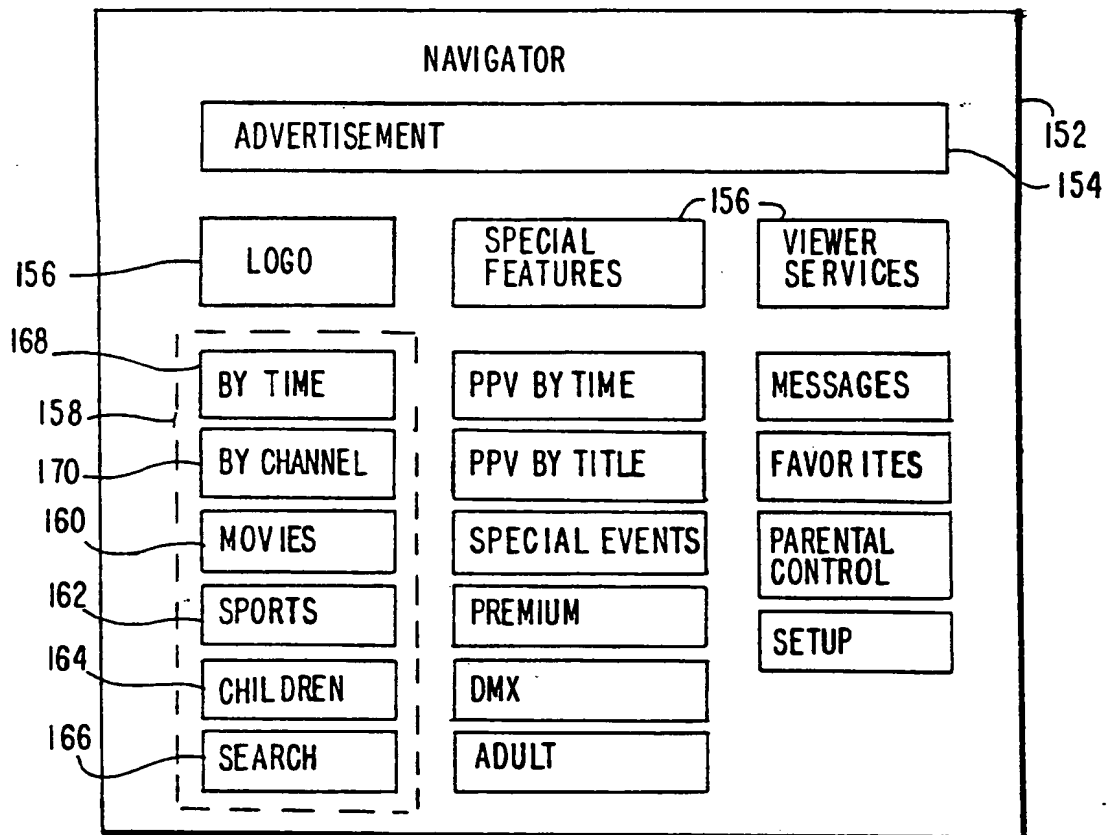 NAVIGATOR
ADVERTISEMENT
152
154
156
156
LOGO
SPECIAL
FEATURES
VIEWER
SERVICES
168
158
170
160
162
164
166
BY TIME
BY CHANNEL
MOVIES
SPORTS
CHILDREN
SEARCH
PPV BY TIME
PPV BY TITLE
SPECIAL EVENTS
PREMIUM
DMX
ADULT
MESSAGES
FAVORITES
PARENTAL
CONTROL
SETUP